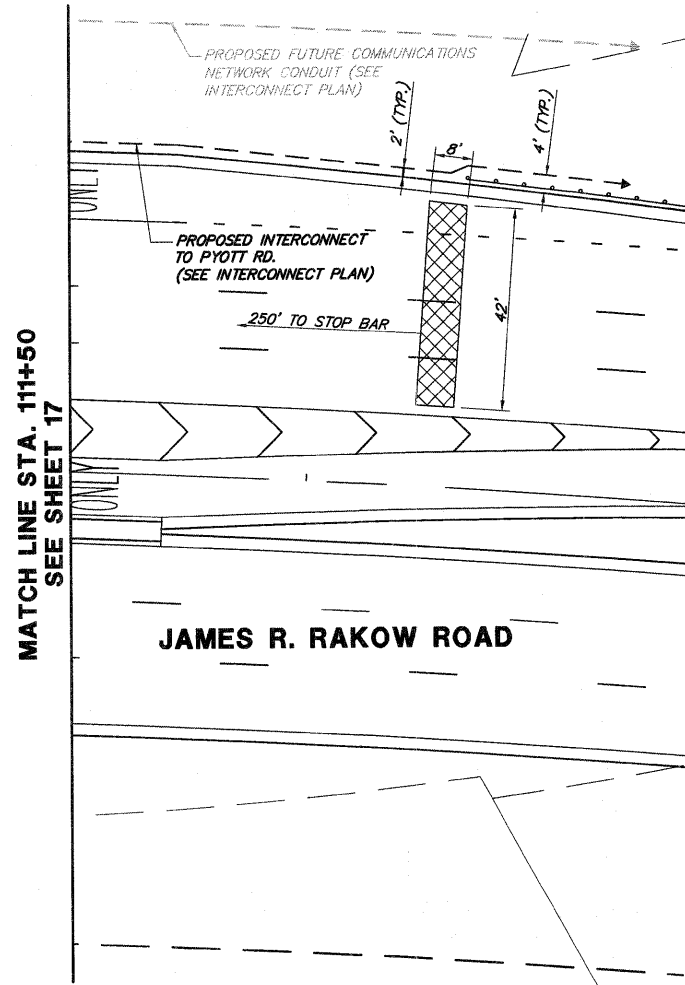 PROPOSED FUTURE COMMUNICATIONS
NETWORK CONDUIT (SEE
INTERCONNECT PLAN)
2' (TYP.)
8'
4' (TYP.)
PROPOSED INTERCONNECT
TO PYOTT RD.
(SEE INTERCONNECT PLAN)
250' TO STOP BAR
42'
MATCH LINE STA. 111+50
SEE SHEET 17
JAMES R. RAKOW ROAD